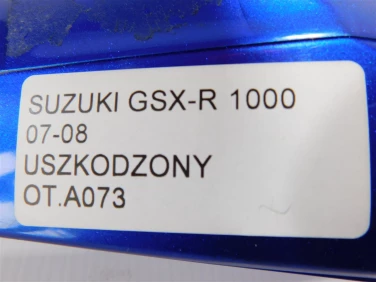 SUZUKI GSX-R 1000
07-08
USZKODZONY
OT.A073